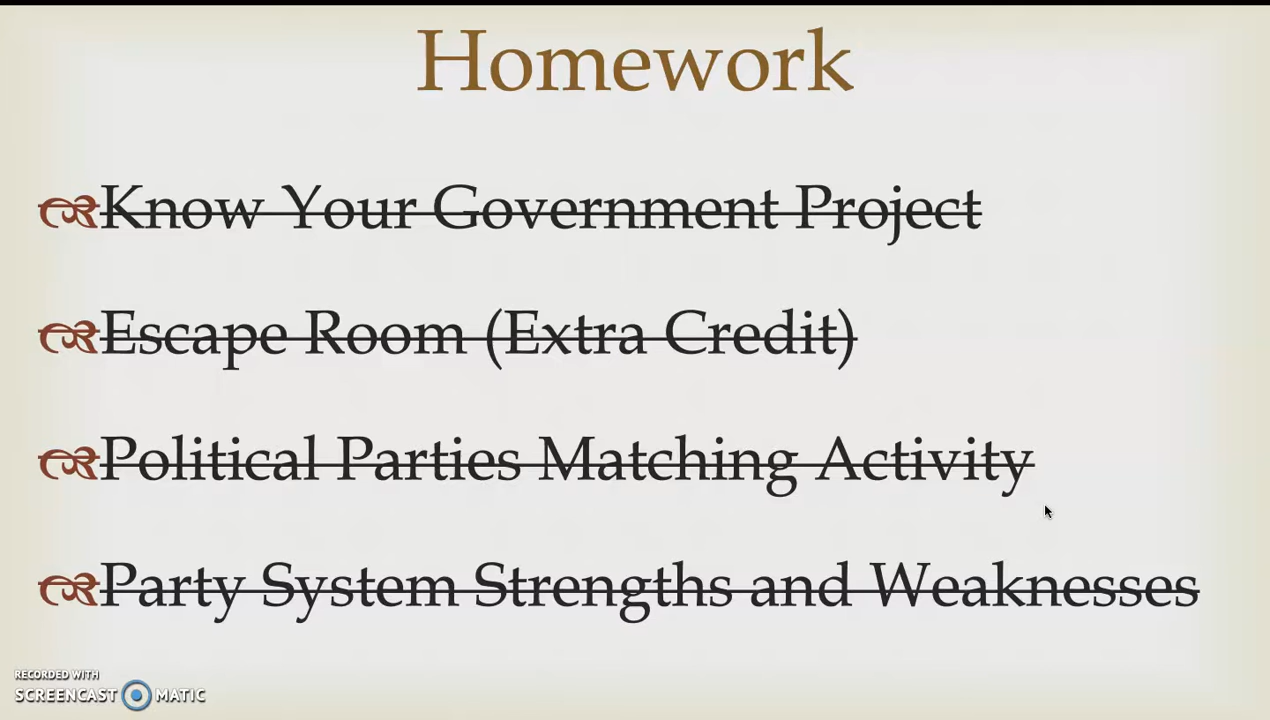 Homework
Know Your Government Project
Escape Room (Extra Credit)
Political Parties Matching Activity
Party System Strengths and Weaknesses
RECORDED WITH
SCREENCAST MATIC